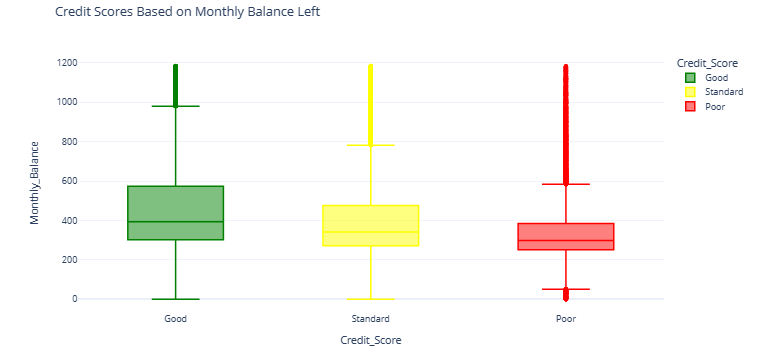 Credit Scores Based on Monthly Balance Left
Credit_Score
Good
Standard
Poor
Monthly_Balance
1200
1000
800
600
400
200
0
Good Standard Poor
Credit_Score